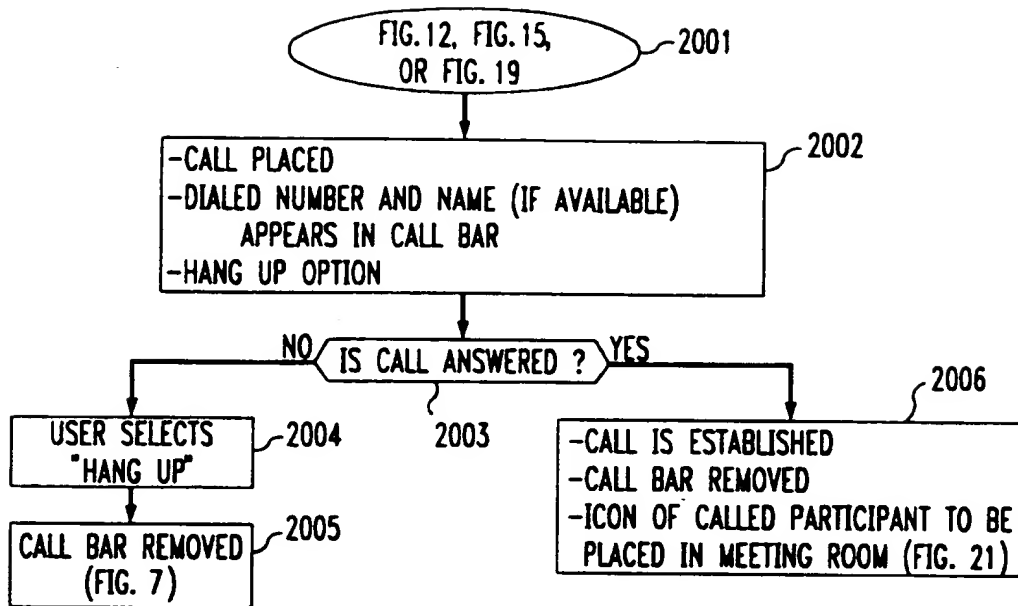 FIG. 12, FIG. 15,
OR FIG. 19
2001
-CALL PLACED
-DIALED NUMBER AND NAME (IF AVAILABLE)
APPEARS IN CALL BAR
-HANG UP OPTION
2002
NO
IS CALL ANSWERED ?
YES
2003
USER SELECTS
"HANG UP"
2004
CALL BAR REMOVED
(FIG. 7)
2005
2006
-CALL IS ESTABLISHED
-CALL BAR REMOVED
-ICON OF CALLED PARTICIPANT TO BE
PLACED IN MEETING ROOM (FIG. 21)